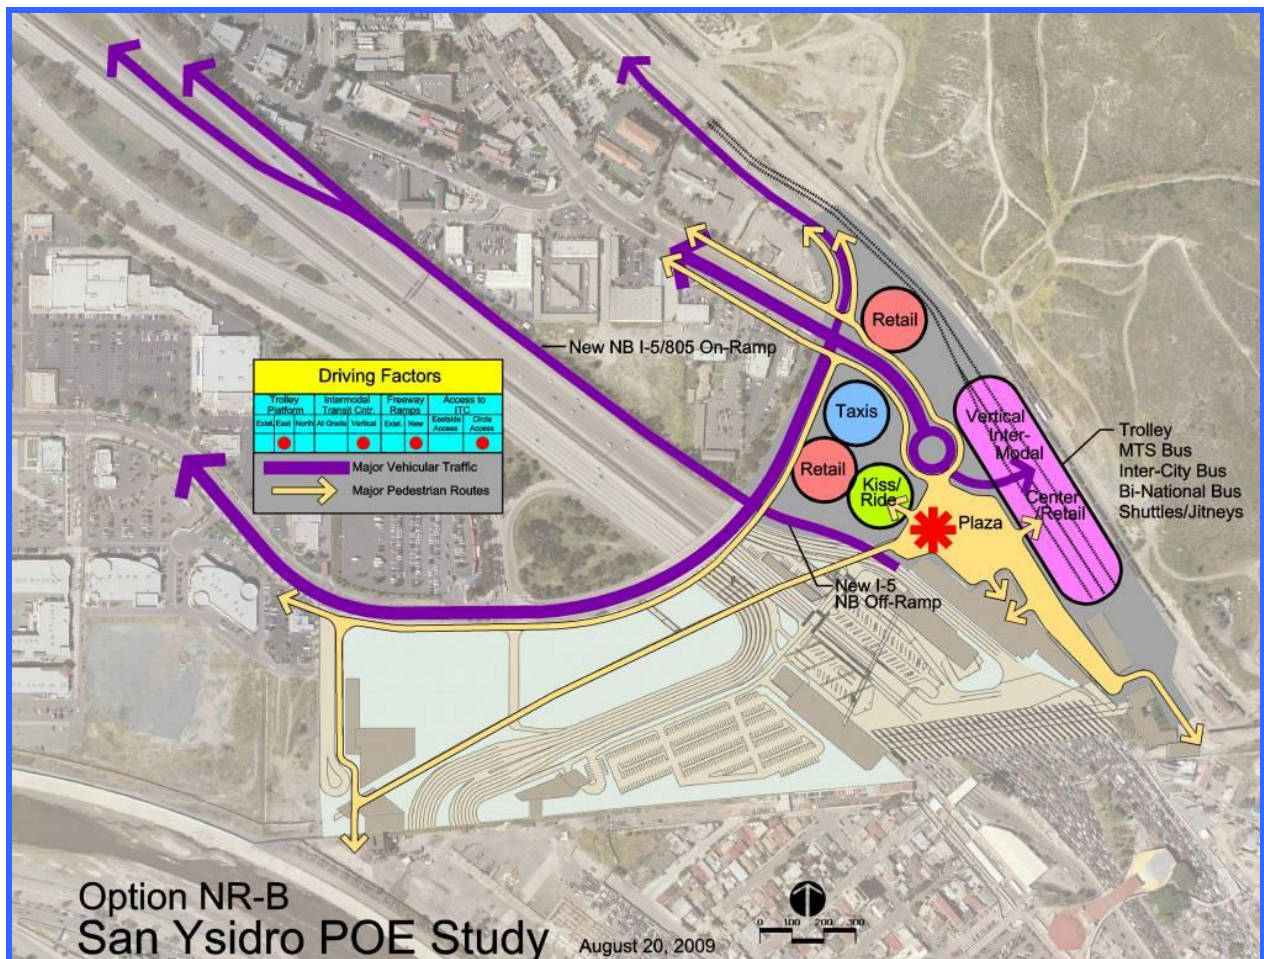 Retail
New NB I-5/805 On-Ramp
Driving Factors
Trolley
Platform
Intermodal
Transit Cntr.
Freeway
Ramps
Access to
ITC
Exist. East North At Grade Vertical Exist. New Eastside
Access Circle
Access
Major Vehicular Traffic
Major Pedestrian Routes
Taxis
Retail
Kiss/
Ride
Vertical
Inter-
Modal
Center
/Retail
Trolley
MTS Bus
Inter-City Bus
Bi-National Bus
Shuttles/Jitneys
Plaza
New I-5
NB Off-Ramp
Option NR-B
San Ysidro POE Study
August 20, 2009
0 100 200 300